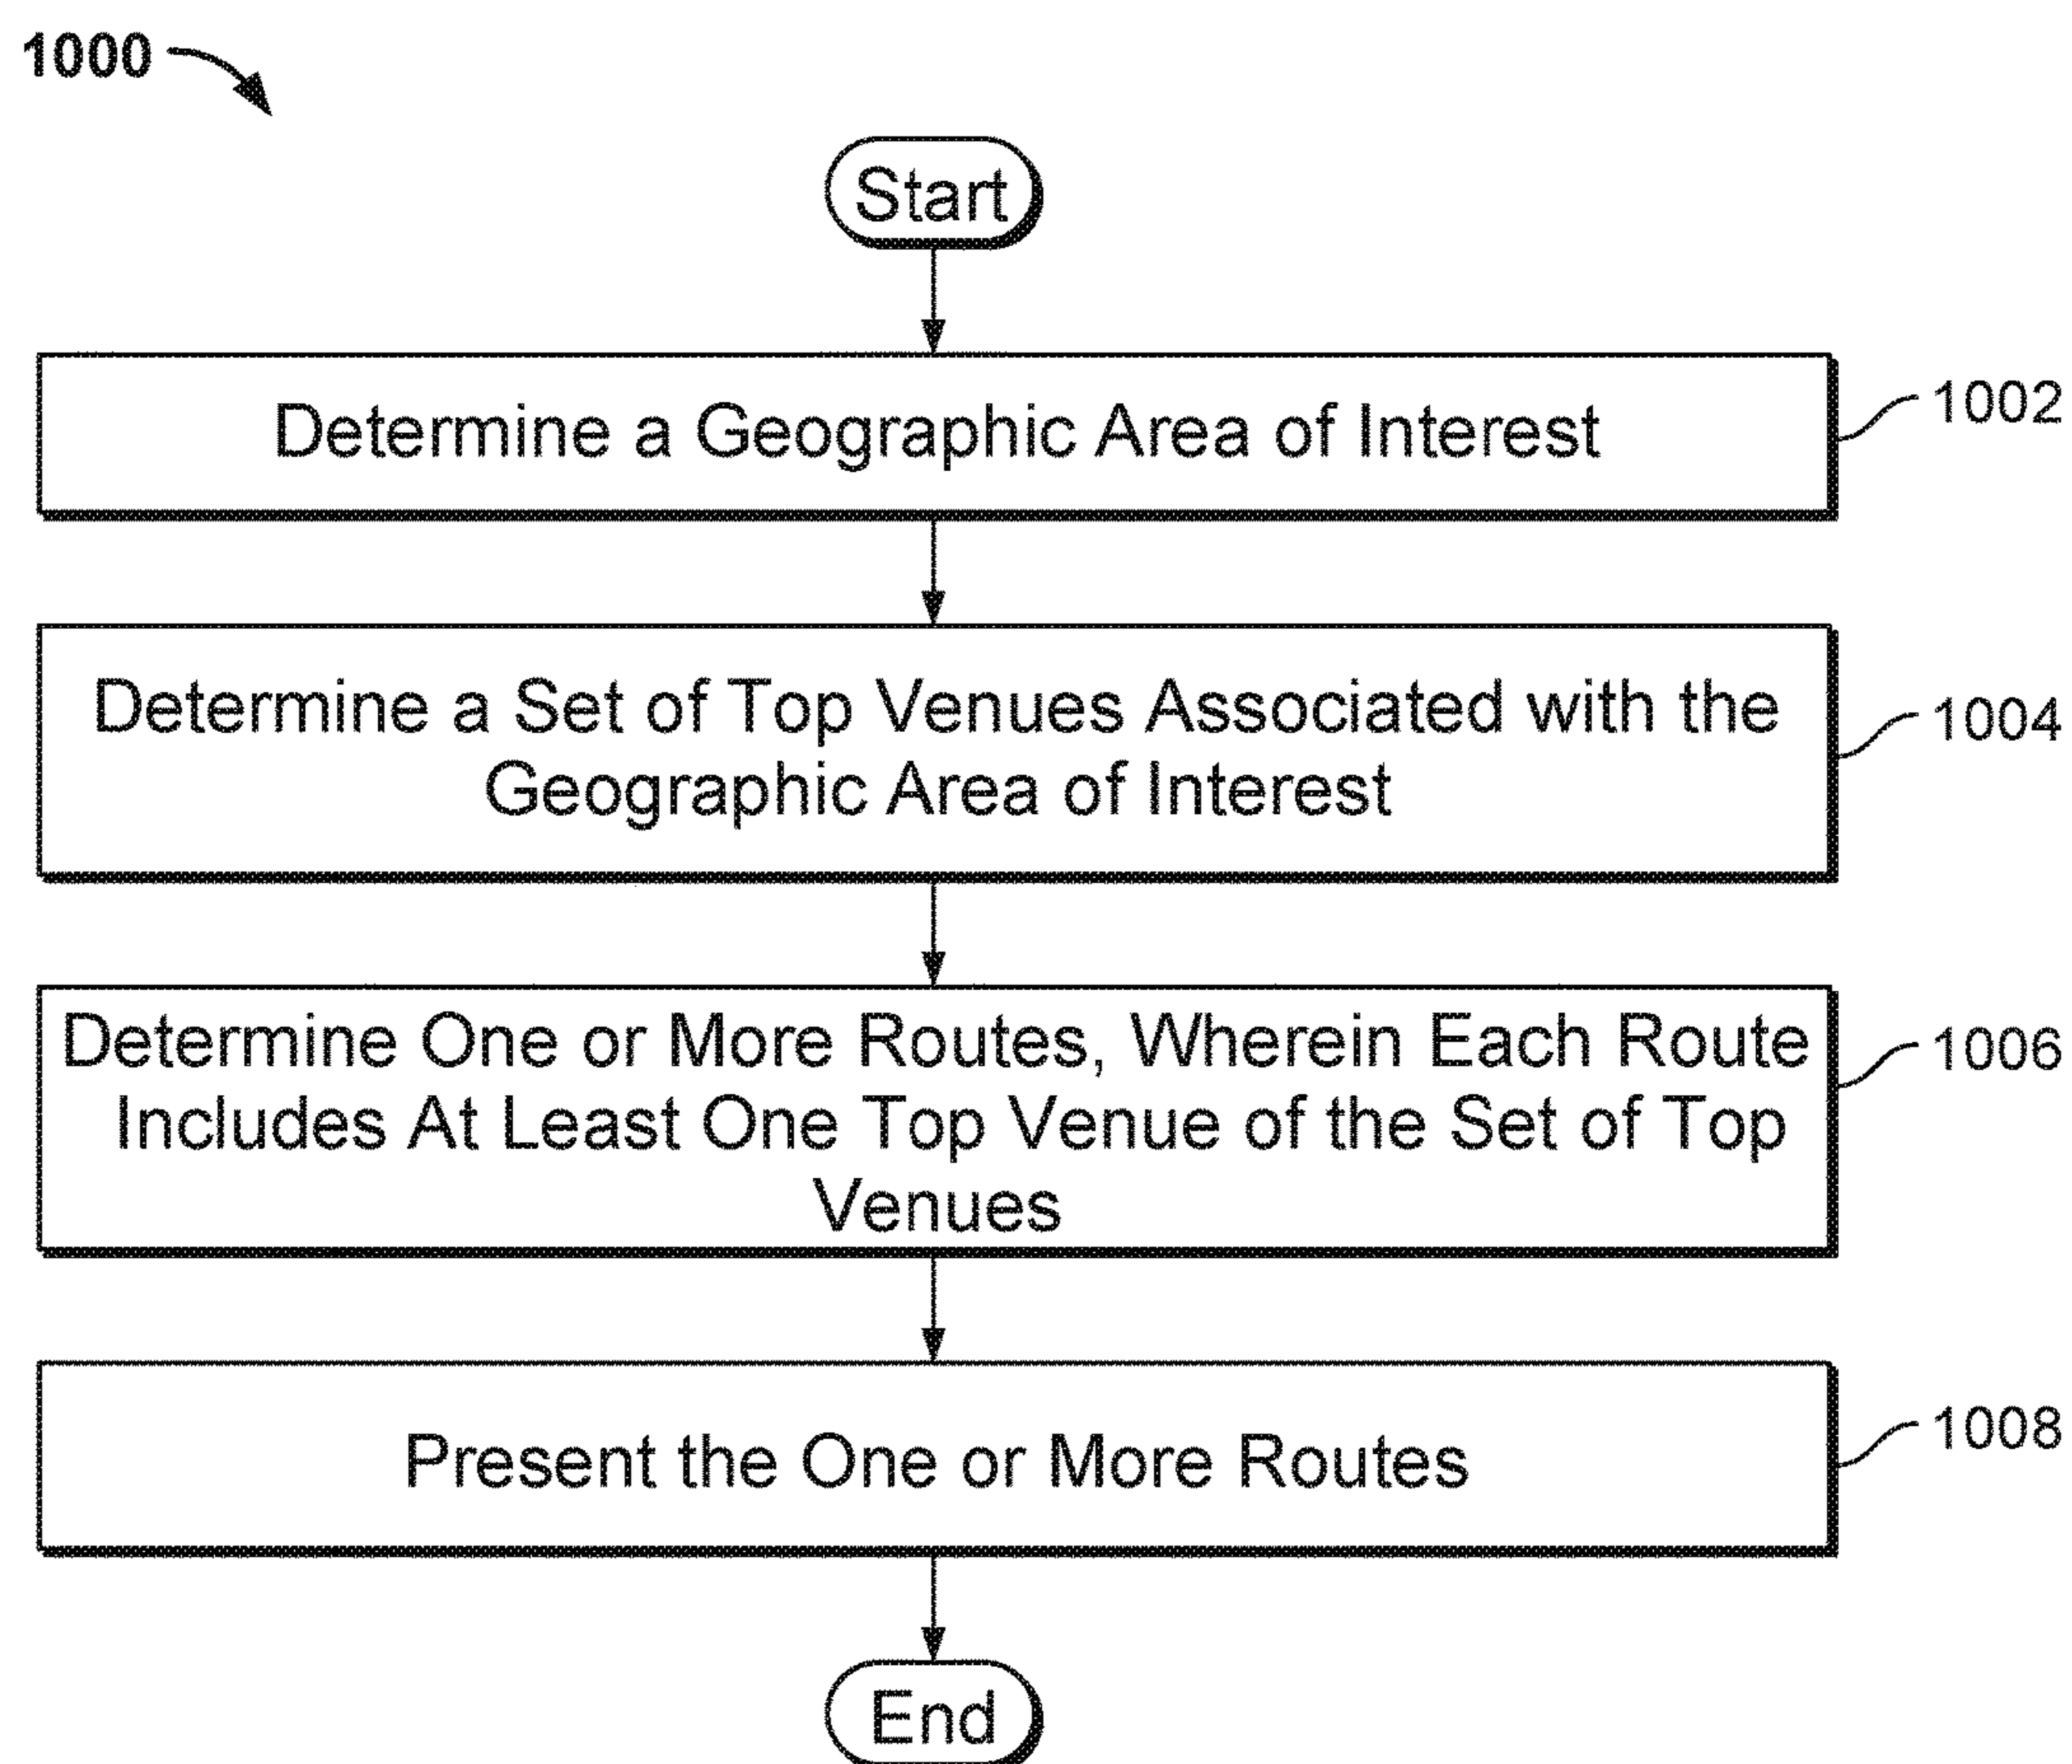 1000
Start
Determine a Geographic Area of Interest
1002
Determine a Set of Top Venues Associated with the
Geographic Area of Interest
1004
Determine One or More Routes, Wherein Each Route
Includes At Least One Top Venue of the Set of Top
Venues
1006
Present the One or More Routes
1008
End